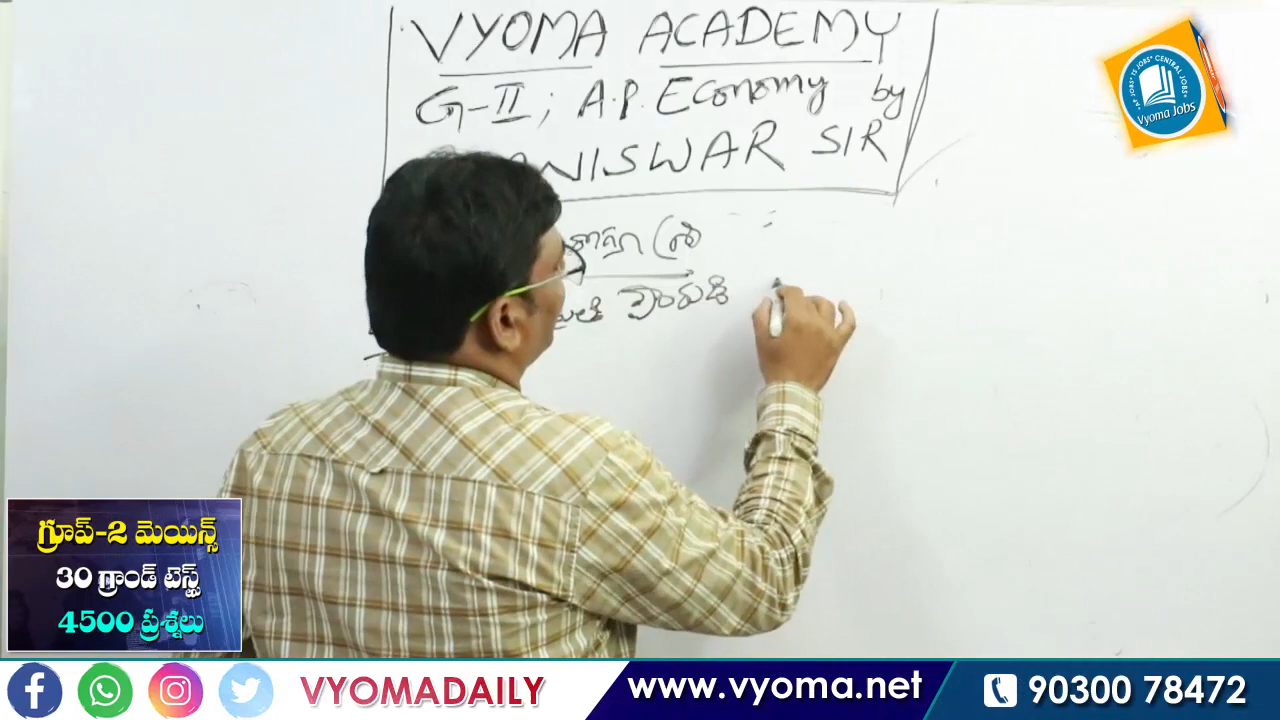 VYOMA ACADEMY
G-II; A.P. Economy by
NISWAR SIR
Vyoma Jobs
గ్రూప్-2 మెయిన్స్
30 గ్రాండ్ టెస్ట్స్
4500 ప్రశ్నలు
VYOMADAILY
www.vyoma.net
90300 78472